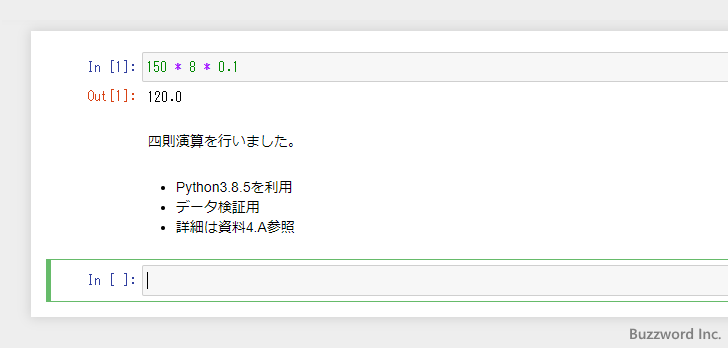 In [1]: 150 * 8 * 0.1
Out[1]: 120.0
四則演算を行いました。
• Python3.8.5を利用
• データ検証用
• 詳細は資料4.A参照
In [ ]:
Buzzword Inc.